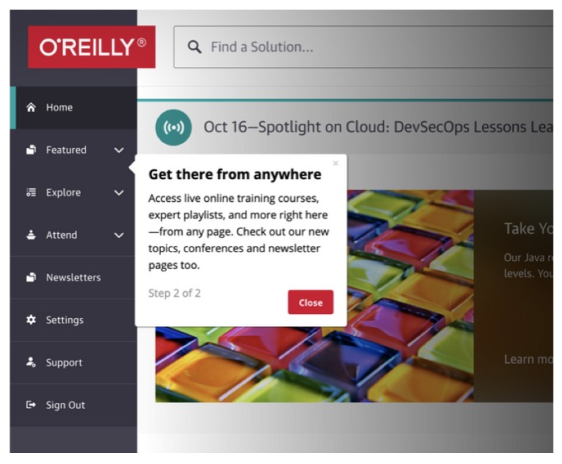 O'REILLY®
Find a Solution...
Home
Oct 16—Spotlight on Cloud: DevSecOps Lessons Lea
Featured
Explore
Attend
Newsletters
Settings
Support
Sign Out
×
Get there from anywhere
Access live online training courses,
expert playlists, and more right here
—from any page. Check out our new
topics, conferences and newsletter
pages too.
Step 2 of 2
Close
Take Yo
Our Java r
levels. You
Learn mo